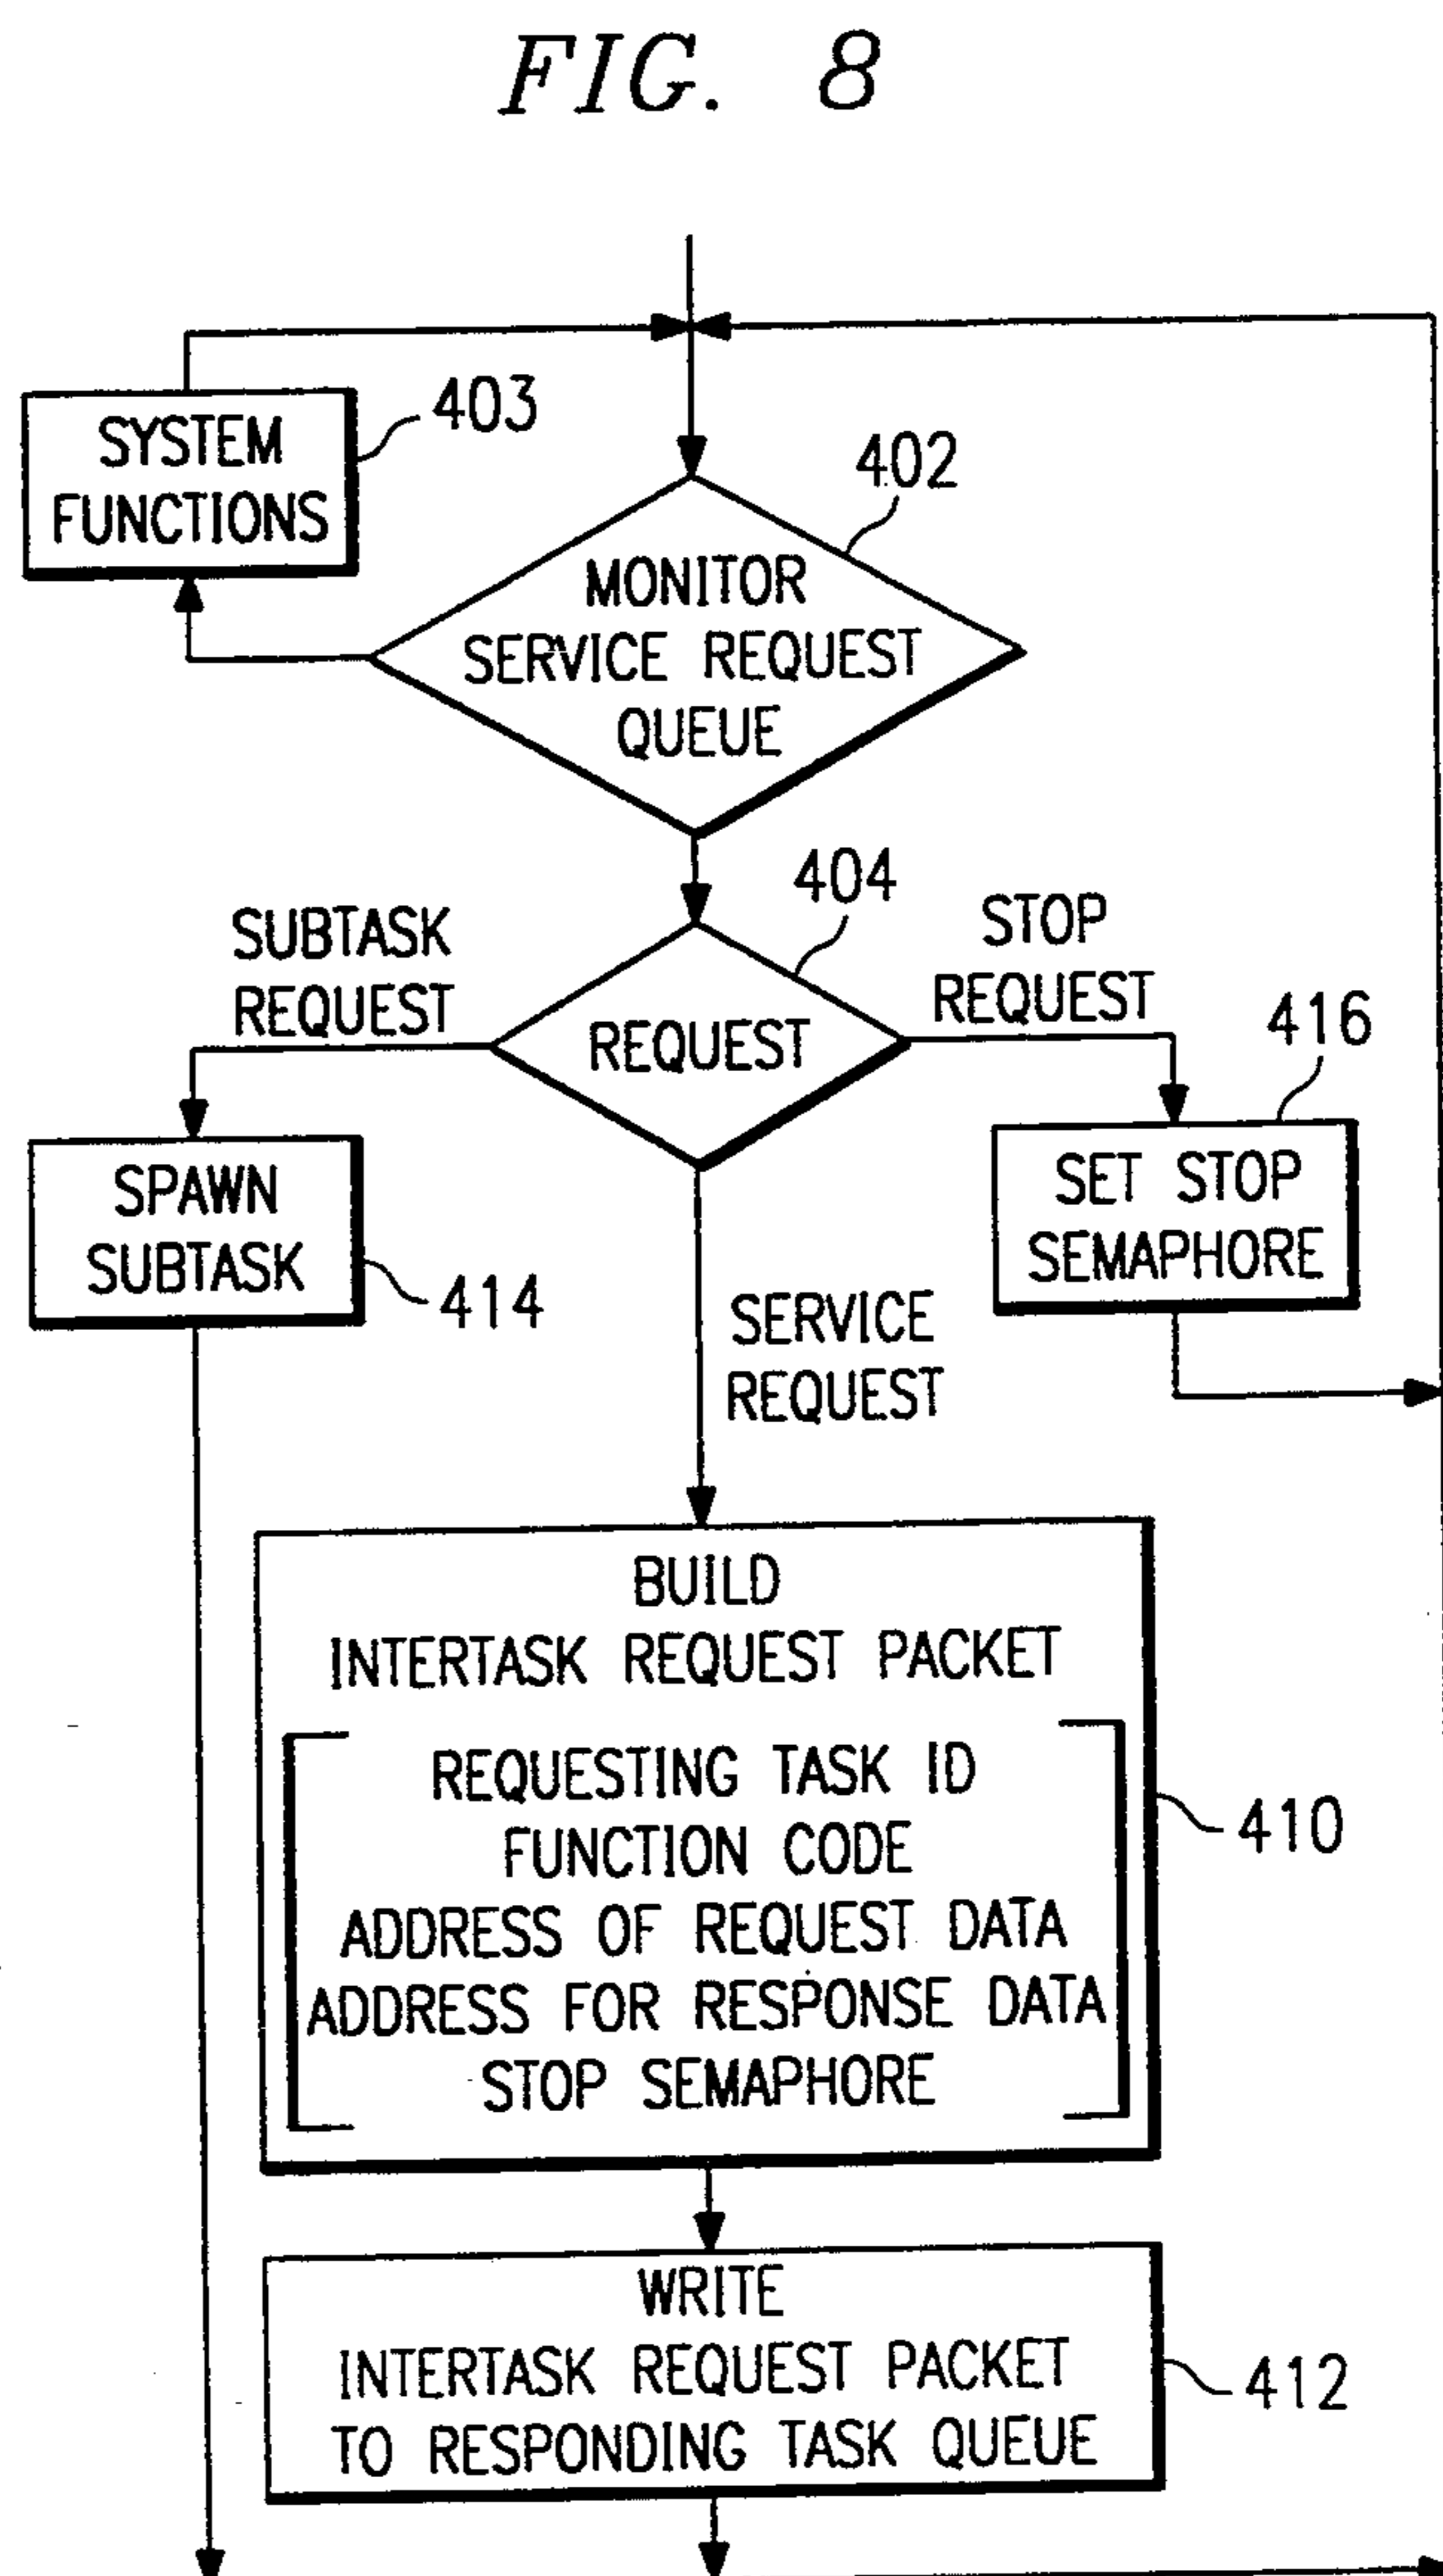 FIG. 8
403
SYSTEM
FUNCTIONS
402
MONITOR
SERVICE REQUEST
QUEUE
404
SUBTASK
REQUEST
STOP
REQUEST
REQUEST
416
SPAWN
SUBTASK
414
SET STOP
SEMAPHORE
SERVICE
REQUEST
BUILD
INTERTASK REQUEST PACKET
REQUESTING TASK ID
FUNCTION CODE
ADDRESS OF REQUEST DATA
ADDRESS FOR RESPONSE DATA
STOP SEMAPHORE
410
WRITE
INTERTASK REQUEST PACKET
TO RESPONDING TASK QUEUE
412